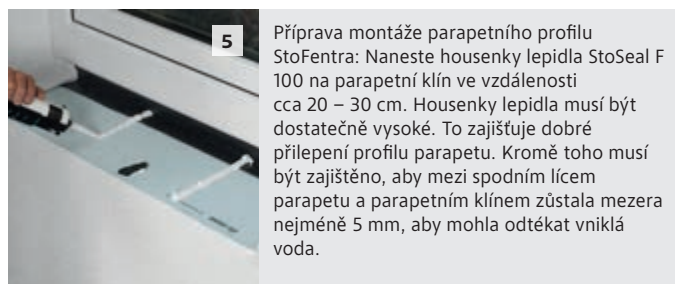 5
Příprava montáže parapetního profilu
StoFentra: Naneste housenky lepidla StoSeal F
100 na parapetní klín ve vzdálenosti
cca 20 – 30 cm. Housenky lepidla musí být
dostatečně vysoké. To zajišťuje dobré
přilepení profilu parapetu. Kromě toho musí
být zajištěno, aby mezi spodním lícem
parapetu a parapetním klínem zůstala mezera
nejméně 5 mm, aby mohla odtékat vniklá
voda.